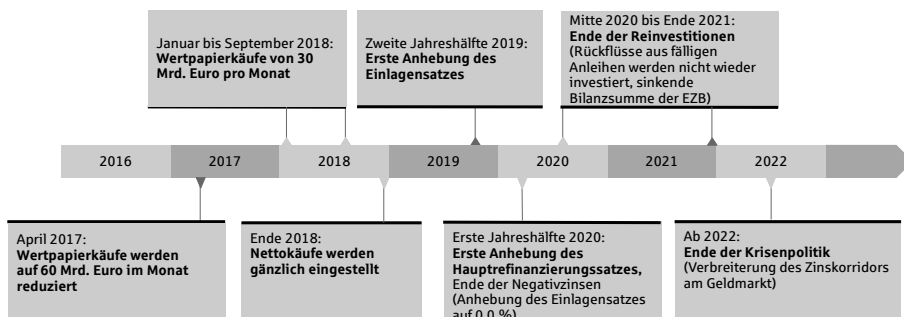 Januar bis September 2018:
Wertpapierkäufe von 30
Mrd. Euro pro Monat
Zweite Jahreshälfte 2019:
Erste Anhebung des
Einlagensatzes
Mitte 2020 bis Ende 2021:
Ende der Reinvestitionen
(Rückflüsse aus fälligen
Anleihen werden nicht wieder
investiert, sinkende
Bilanzsumme der EZB)
2016 2017 2018 2019 2020 2021 2022
April 2017:
Wertpapierkäufe werden
auf 60 Mrd. Euro im Monat
reduziert
Ende 2018:
Nettokäufe werden
gänzlich eingestellt
Erste Jahreshälfte 2020:
Erste Anhebung des
Hauptrefinanzierungssatzes,
Ende der Negativzinsen
(Anhebung des Einlagensatzes
auf 0,0 %)
Ab 2022:
Ende der Krisenpolitik
(Verbreiterung des Zinskorridors
am Geldmarkt)